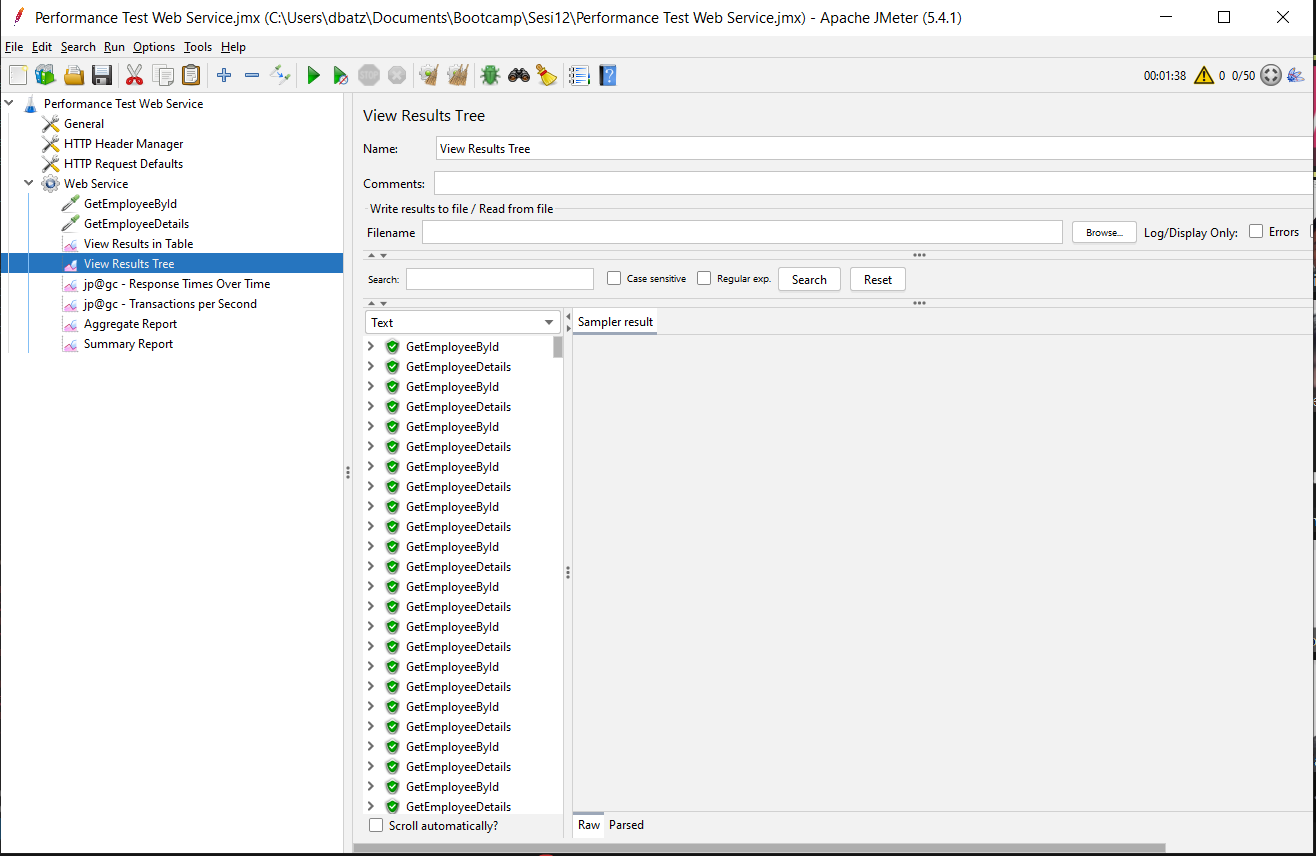 Performance Test Web Service.jmx (C:\Users\dbatz\Documents\Bootcamp\Sesi12\Performance Test Web Service.jmx) - Apache JMeter (5.4.1)
File Edit Search Run Options Tools Help
STOP 00:01:38 0 0/50
Performance Test Web Service
General
HTTP Header Manager
HTTP Request Defaults
Web Service
GetEmployeeById
GetEmployeeDetails
View Results in Table
View Results Tree
jp@gc - Response Times Over Time
jp@gc - Transactions per Second
Aggregate Report
Summary Report
View Results Tree
Name: View Results Tree
Comments:
Write results to file / Read from file
Filename Browse... Log/Display Only: Errors
Search: Case sensitive Regular exp. Search Reset
Text
Sampler result
GetEmployeeById
GetEmployeeDetails
GetEmployeeById
GetEmployeeDetails
GetEmployeeById
GetEmployeeDetails
GetEmployeeById
GetEmployeeDetails
GetEmployeeById
GetEmployeeDetails
GetEmployeeById
GetEmployeeDetails
GetEmployeeById
GetEmployeeDetails
GetEmployeeById
GetEmployeeDetails
GetEmployeeById
GetEmployeeDetails
GetEmployeeById
GetEmployeeDetails
GetEmployeeById
GetEmployeeDetails
GetEmployeeById
GetEmployeeDetails
Scroll automatically?
Raw Parsed